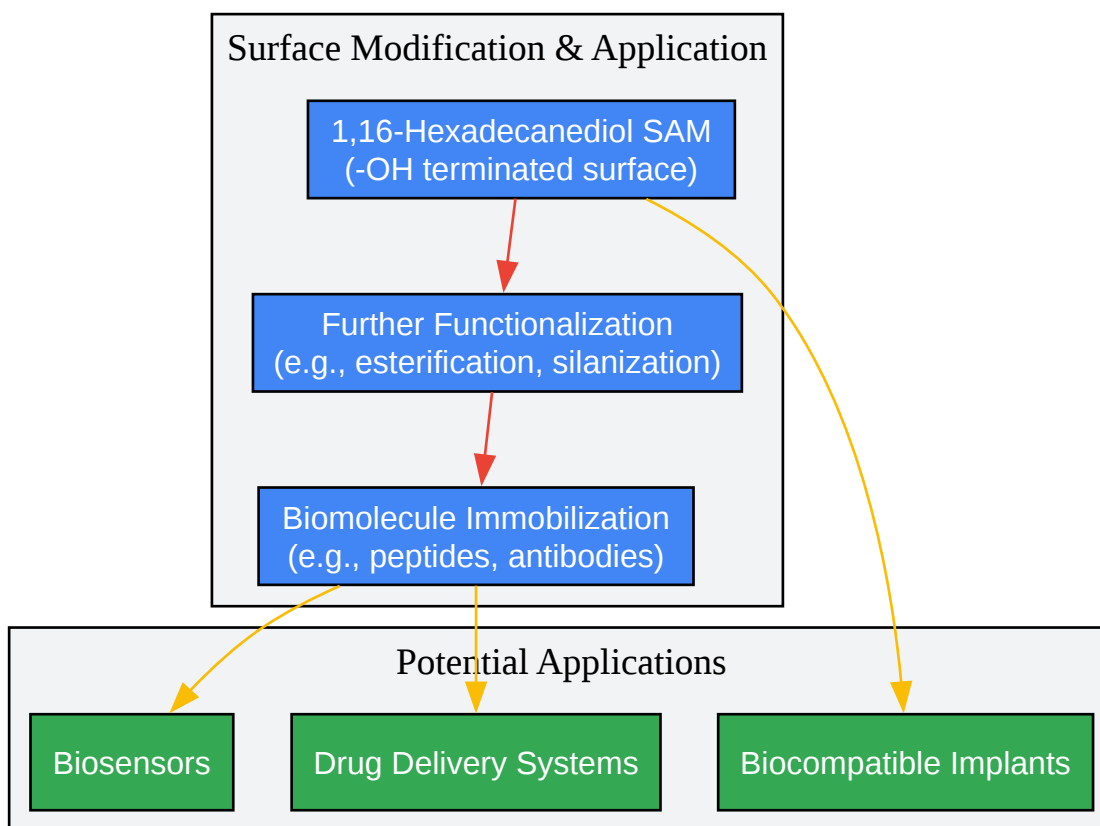 Surface Modification & Application
1,16-Hexadecanediol SAM
(-OH terminated surface)
Further Functionalization
(e.g., esterification, silanization)
Biomolecule Immobilization
(e.g., peptides, antibodies)
Potential Applications
Biosensors
Drug Delivery Systems
Biocompatible Implants